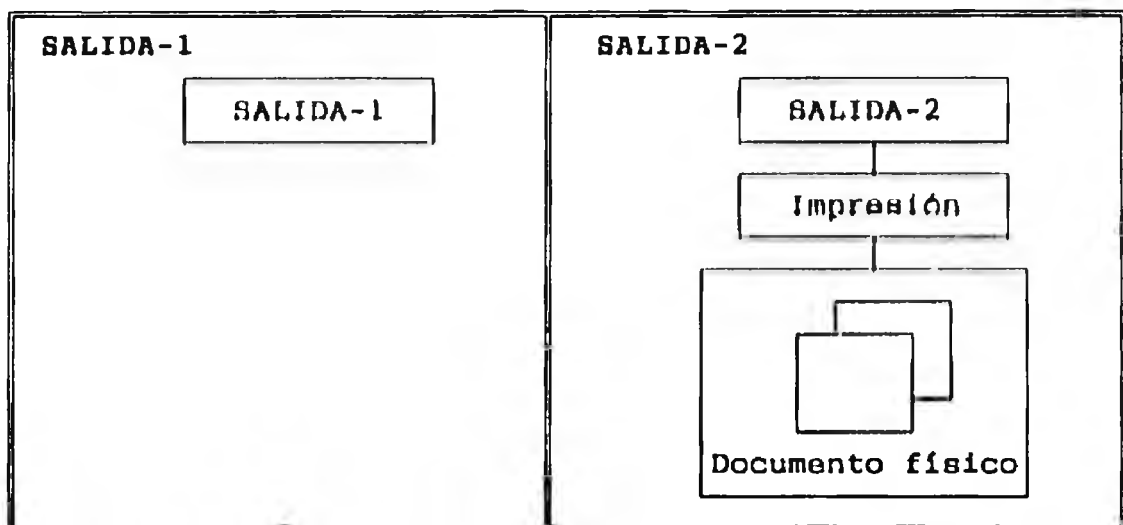 SALIDA-1
SALIDA-1
SALIDA-2
SALIDA-2
Impresión
Documento físico